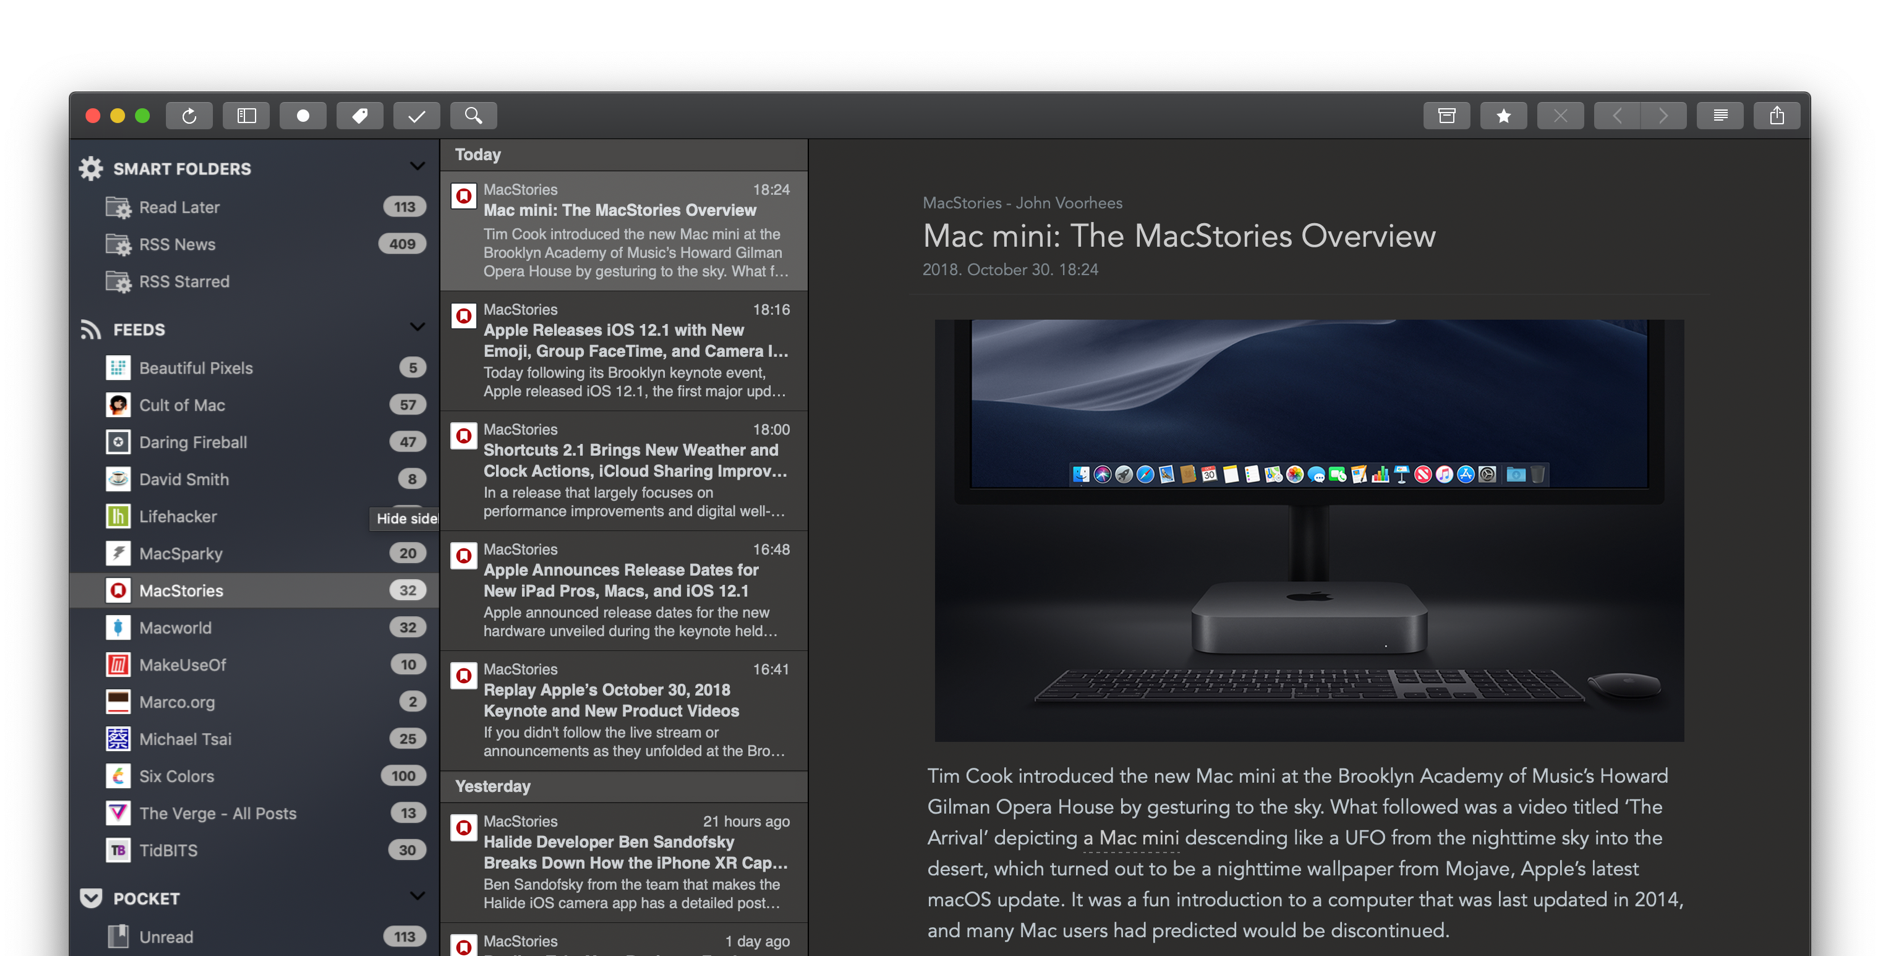 SMART FOLDERS
Read Later 113
RSS News 409
RSS Starred
FEEDS
Beautiful Pixels 5
Cult of Mac 57
Daring Fireball 47
David Smith 8
Lifehacker
Hide side
MacSparky 20
MacStories 32
Macworld 32
MakeUseOf 10
Marco.org 2
Michael Tsai 25
Six Colors 100
The Verge - All Posts 13
TB TidBITS 30
POCKET
Unread 113
Today
MacStories 18:24
Mac mini: The MacStories Overview
Tim Cook introduced the new Mac mini at the
Brooklyn Academy of Music’s Howard Gilman
Opera House by gesturing to the sky. What f…
MacStories 18:16
Apple Releases iOS 12.1 with New
Emoji, Group FaceTime, and Camera I…
Today following its Brooklyn keynote event,
Apple released iOS 12.1, the first major upd…
MacStories 18:00
Shortcuts 2.1 Brings New Weather and
Clock Actions, iCloud Sharing Improv…
In a release that largely focuses on
performance improvements and digital well-…
MacStories 16:48
Apple Announces Release Dates for
New iPad Pros, Macs, and iOS 12.1
Apple announced release dates for the new
hardware unveiled during the keynote held…
MacStories 16:41
Replay Apple’s October 30, 2018
Keynote and New Product Videos
If you didn't follow the live stream or
announcements as they unfolded at the Bro…
Yesterday
MacStories 21 hours ago
Halide Developer Ben Sandofsky
Breaks Down How the iPhone XR Cap…
Ben Sandofsky from the team that makes the
Halide iOS camera app has a detailed post…
MacStories 1 day ago
MacStories - John Voorhees
Mac mini: The MacStories Overview
2018. October 30. 18:24
30
Tim Cook introduced the new Mac mini at the Brooklyn Academy of Music’s Howard
Gilman Opera House by gesturing to the sky. What followed was a video titled ‘The
Arrival’ depicting a Mac mini descending like a UFO from the nighttime sky into the
desert, which turned out to be a nighttime wallpaper from Mojave, Apple’s latest
macOS update. It was a fun introduction to a computer that was last updated in 2014,
and many Mac users had predicted would be discontinued.